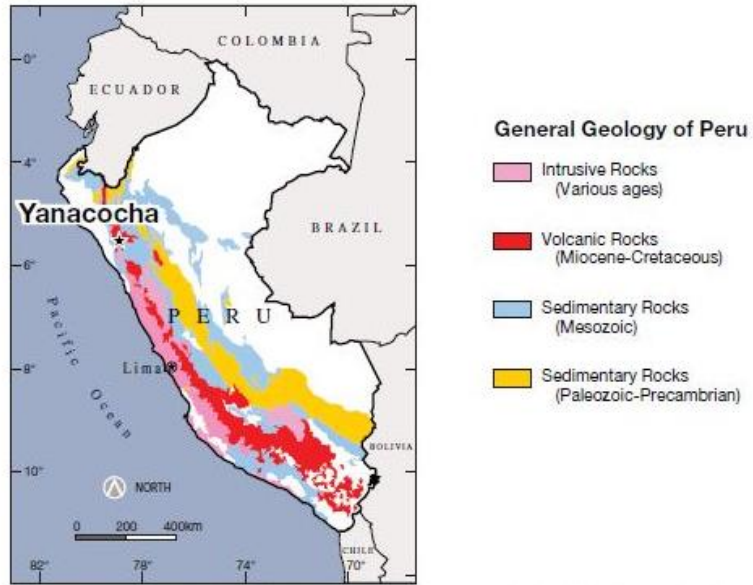 COLOMBIA
0°
ECUADOR
4°
Yanacocha
BRAZIL
6°
Pacific Ocean
PERU
Lima
8°
BOLIVIA
10°
NORTH
0 200 400km
CHILE
82° 78° 74° 70°
General Geology of Peru
Intrusive Rocks
(Various ages)
Volcanic Rocks
(Miocene-Cretaceous)
Sedimentary Rocks
(Mesozoic)
Sedimentary Rocks
(Paleozoic-Precambrian)